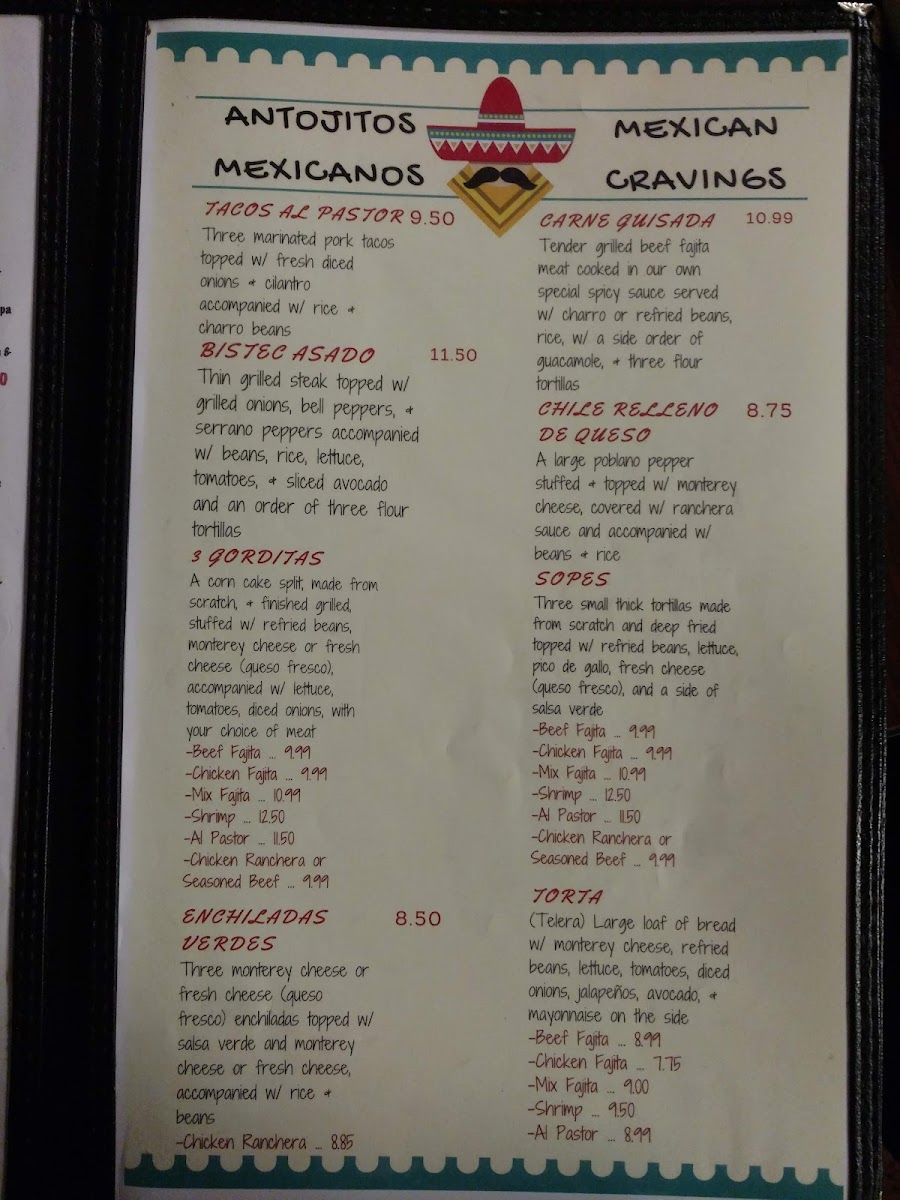 ANTOJITOS
MEXICANOS
MEXICAN
CRAVINGS
TACOS AL PASTOR 9.50
Three marinated pork tacos
topped w/ fresh diced
onions & cilantro
accompanied w/ rice &
charro beans
BISTEC ASADO 11.50
Thin grilled steak topped w/
grilled onions, bell peppers, &
serrano peppers accompanied
w/ beans, rice, lettuce,
tomatoes, & sliced avocado
and an order of three flour
tortillas
3 GORDITAS
A corn cake split, made from
scratch, & finished grilled,
stuffed w/ refried beans,
monterey cheese or fresh
cheese (queso fresco),
accompanied w/ lettuce,
tomatoes, diced onions, with
your choice of meat
-Beef Fajita ... 9.99
-Chicken Fajita ... 9.99
-Mix Fajita ... 10.99
-Shrimp ... 12.50
-Al Pastor ... 11.50
-Chicken Ranchera or
Seasoned Beef ... 9.99
ENCHILADAS 8.50
VERDES
Three monterey cheese or
fresh cheese (queso
fresco) enchiladas topped w/
salsa verde and monterey
cheese or fresh cheese,
accompanied w/ rice &
beans
-Chicken Ranchera ... 8.85
CARNE GUISADA 10.99
Tender grilled beef fajita
meat cooked in our own
special spicy sauce served
w/ charro or refried beans,
rice, w/ a side order of
guacamole, & three flour
tortillas
CHILE RELLENO 8.75
DE QUESO
A large poblano pepper
stuffed & topped w/ monterey
cheese, covered w/ ranchera
sauce and accompanied w/
beans & rice
SOPES
Three small thick tortillas made
from scratch and deep fried
topped w/ refried beans, lettuce,
pico de gallo, fresh cheese
(queso fresco), and a side of
salsa verde
-Beef Fajita ... 9.99
-Chicken Fajita ... 9.99
-Mix Fajita ... 10.99
-Shrimp ... 12.50
-Al Pastor ... 11.50
-Chicken Ranchera or
Seasoned Beef ... 9.99
TORTA
(Telera) Large loaf of bread
w/ monterey cheese, refried
beans, lettuce, tomatoes, diced
onions, jalapeños, avocado, &
mayonnaise on the side
-Beef Fajita ... 8.99
-Chicken Fajita ... 7.75
-Mix Fajita ... 9.00
-Shrimp ... 9.50
-Al Pastor ... 8.99